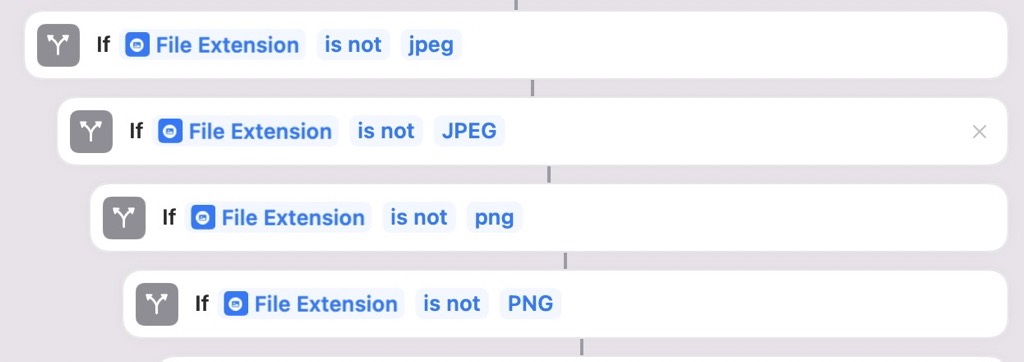 If File Extension is not jpeg
If File Extension is not JPEG
If File Extension is not png
If File Extension is not PNG